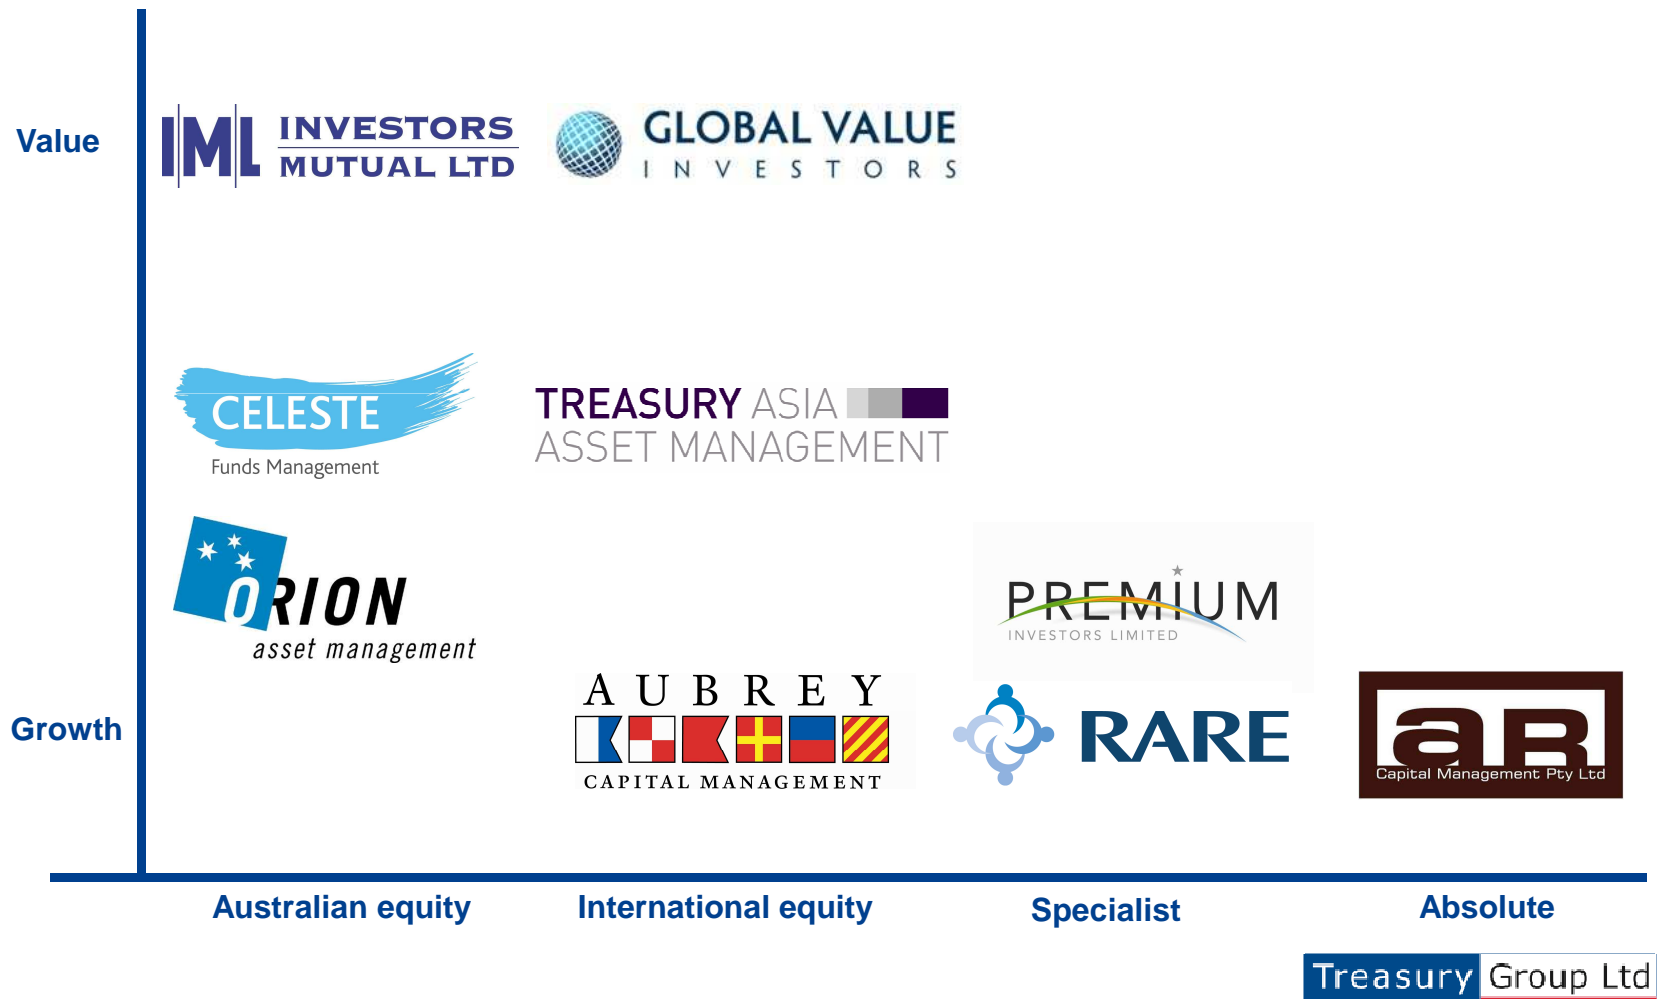 Value
IML INVESTORS
MUTUAL LTD
GLOBAL VALUE
INVESTORS
CELESTE
Funds Management
TREASURY ASIA
ASSET MANAGEMENT
ORION
asset management
PREMIUM
INVESTORS LIMITED
Growth
AUBREY
CAPITAL MANAGEMENT
RARE
aR
Capital Management Pty Ltd
Australian equity
International equity
Specialist
Absolute
Treasury Group Ltd